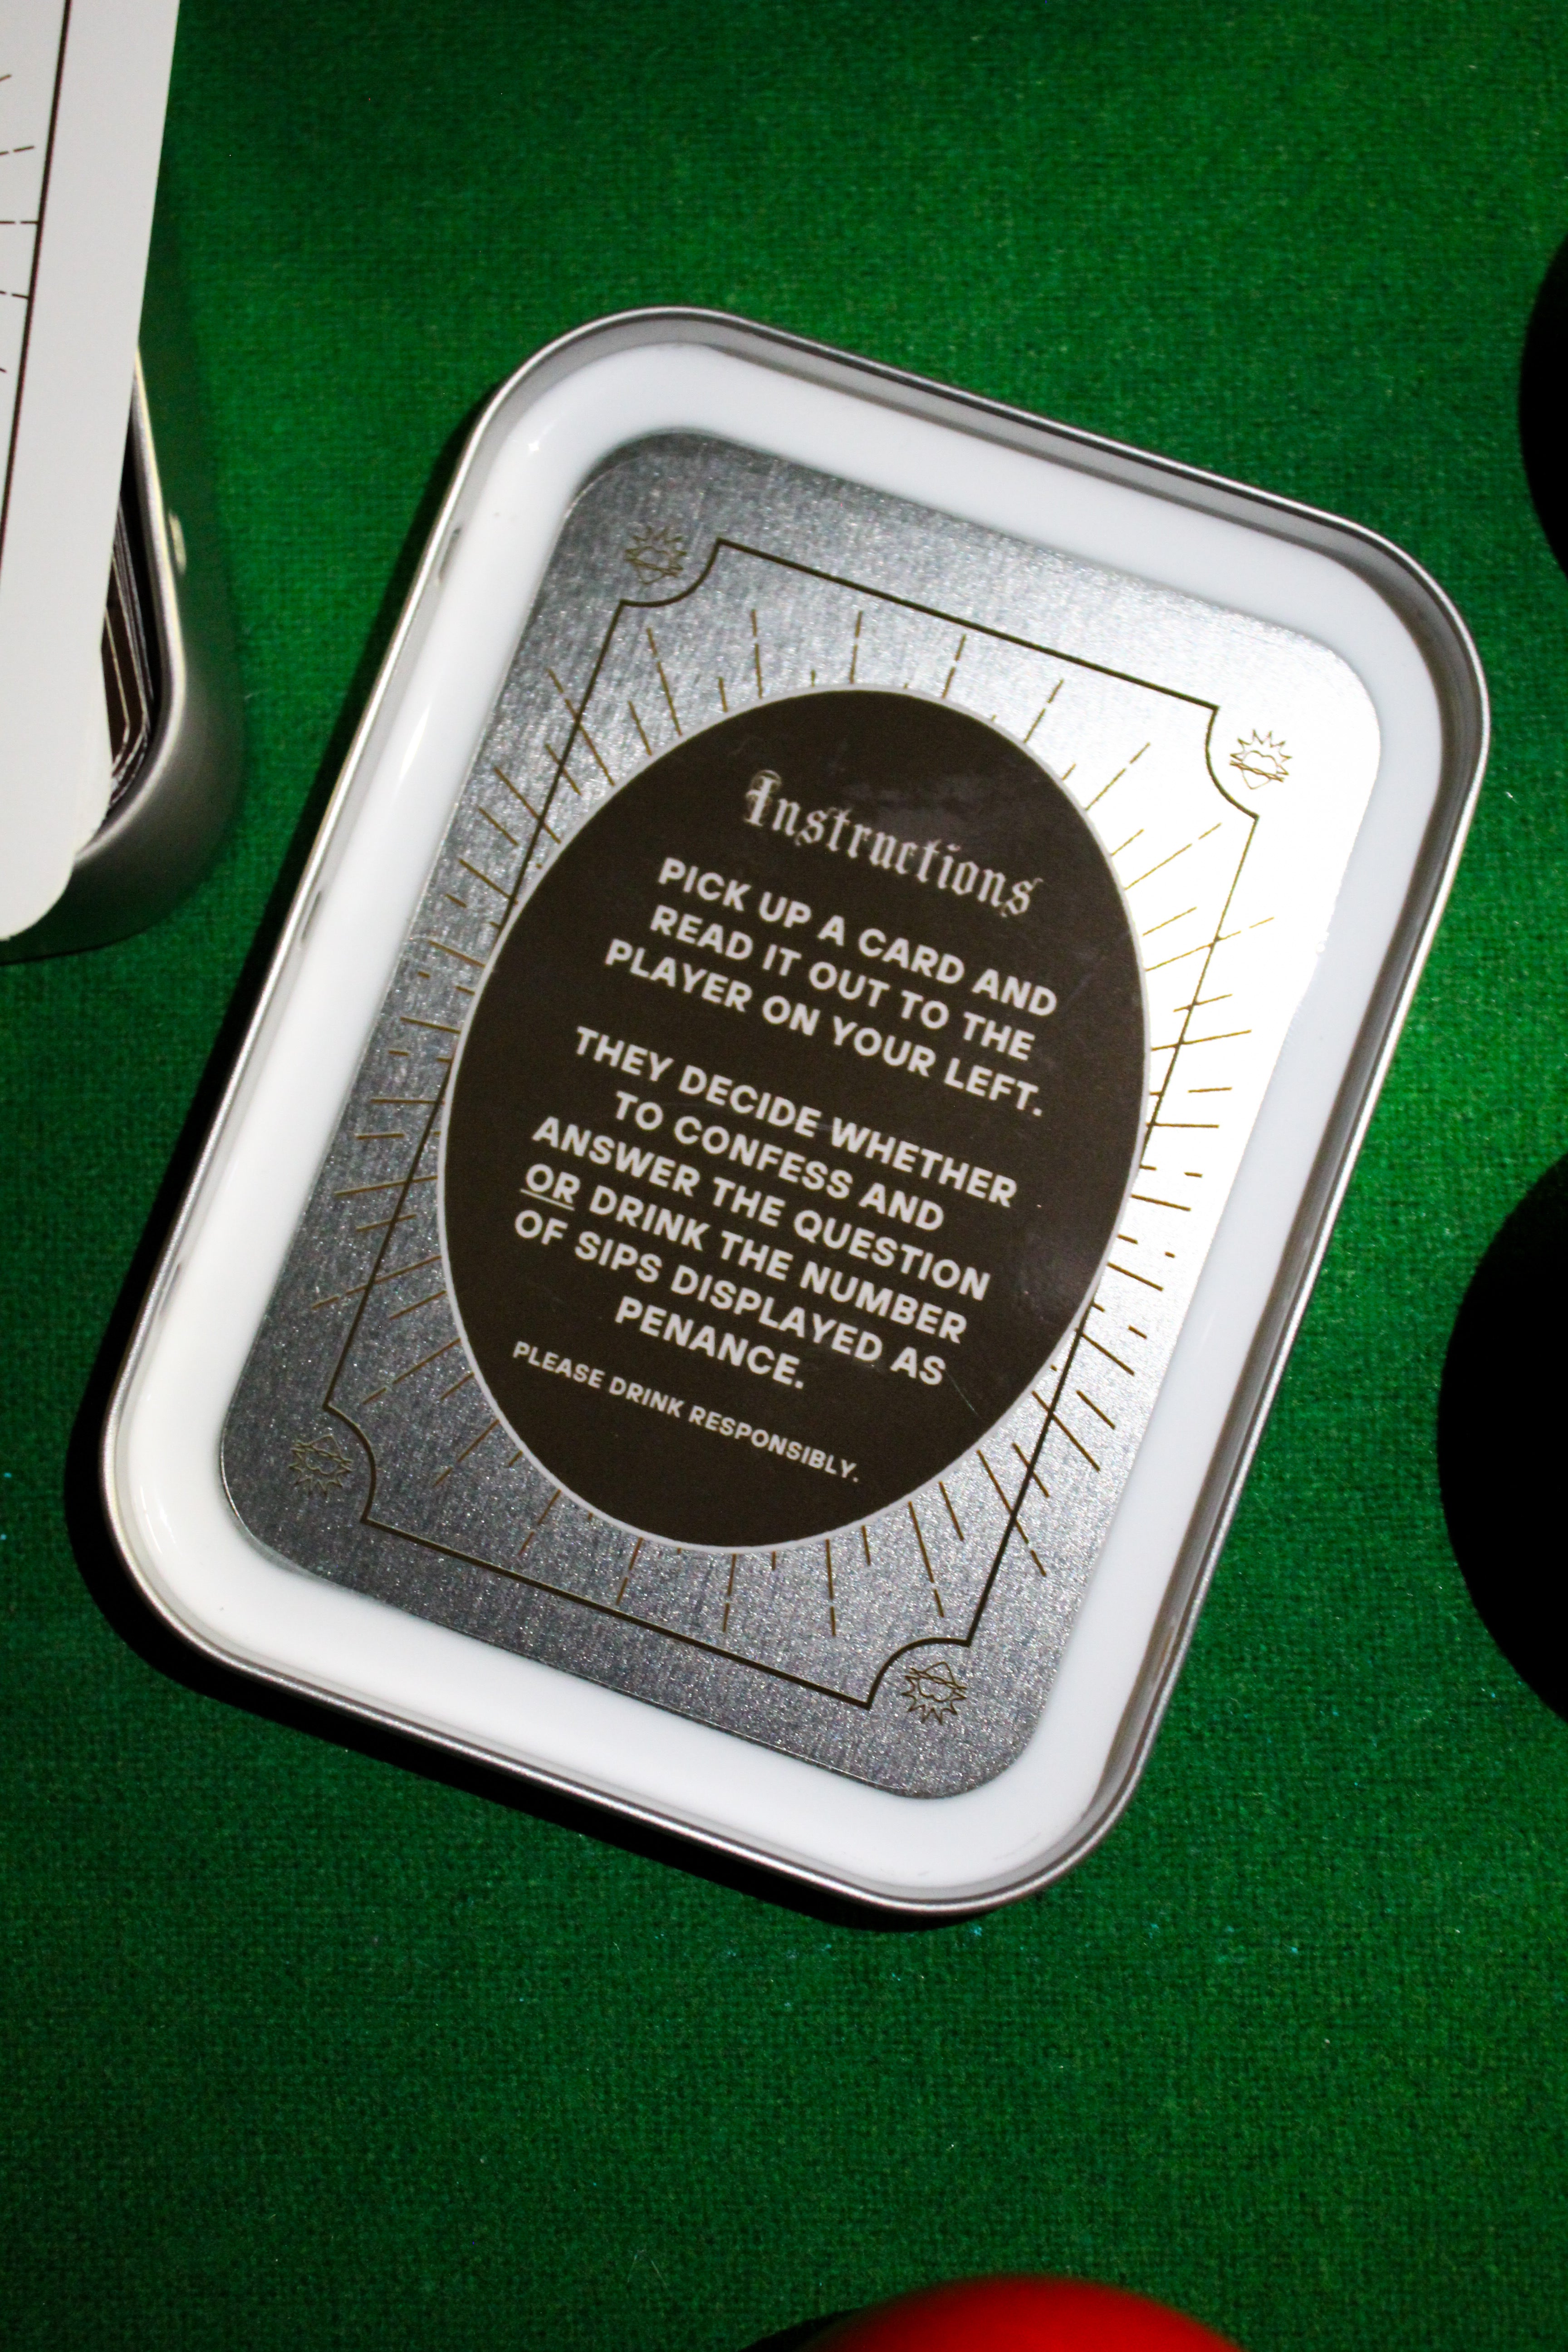 Instructions
PICK UP A CARD AND
READ IT OUT TO THE
PLAYER ON YOUR LEFT.
THEY DECIDE WHETHER
TO CONFESS AND
ANSWER THE QUESTION
OR DRINK THE NUMBER
OF SIPS DISPLAYED AS
PENANCE.
PLEASE DRINK RESPONSIBLY.